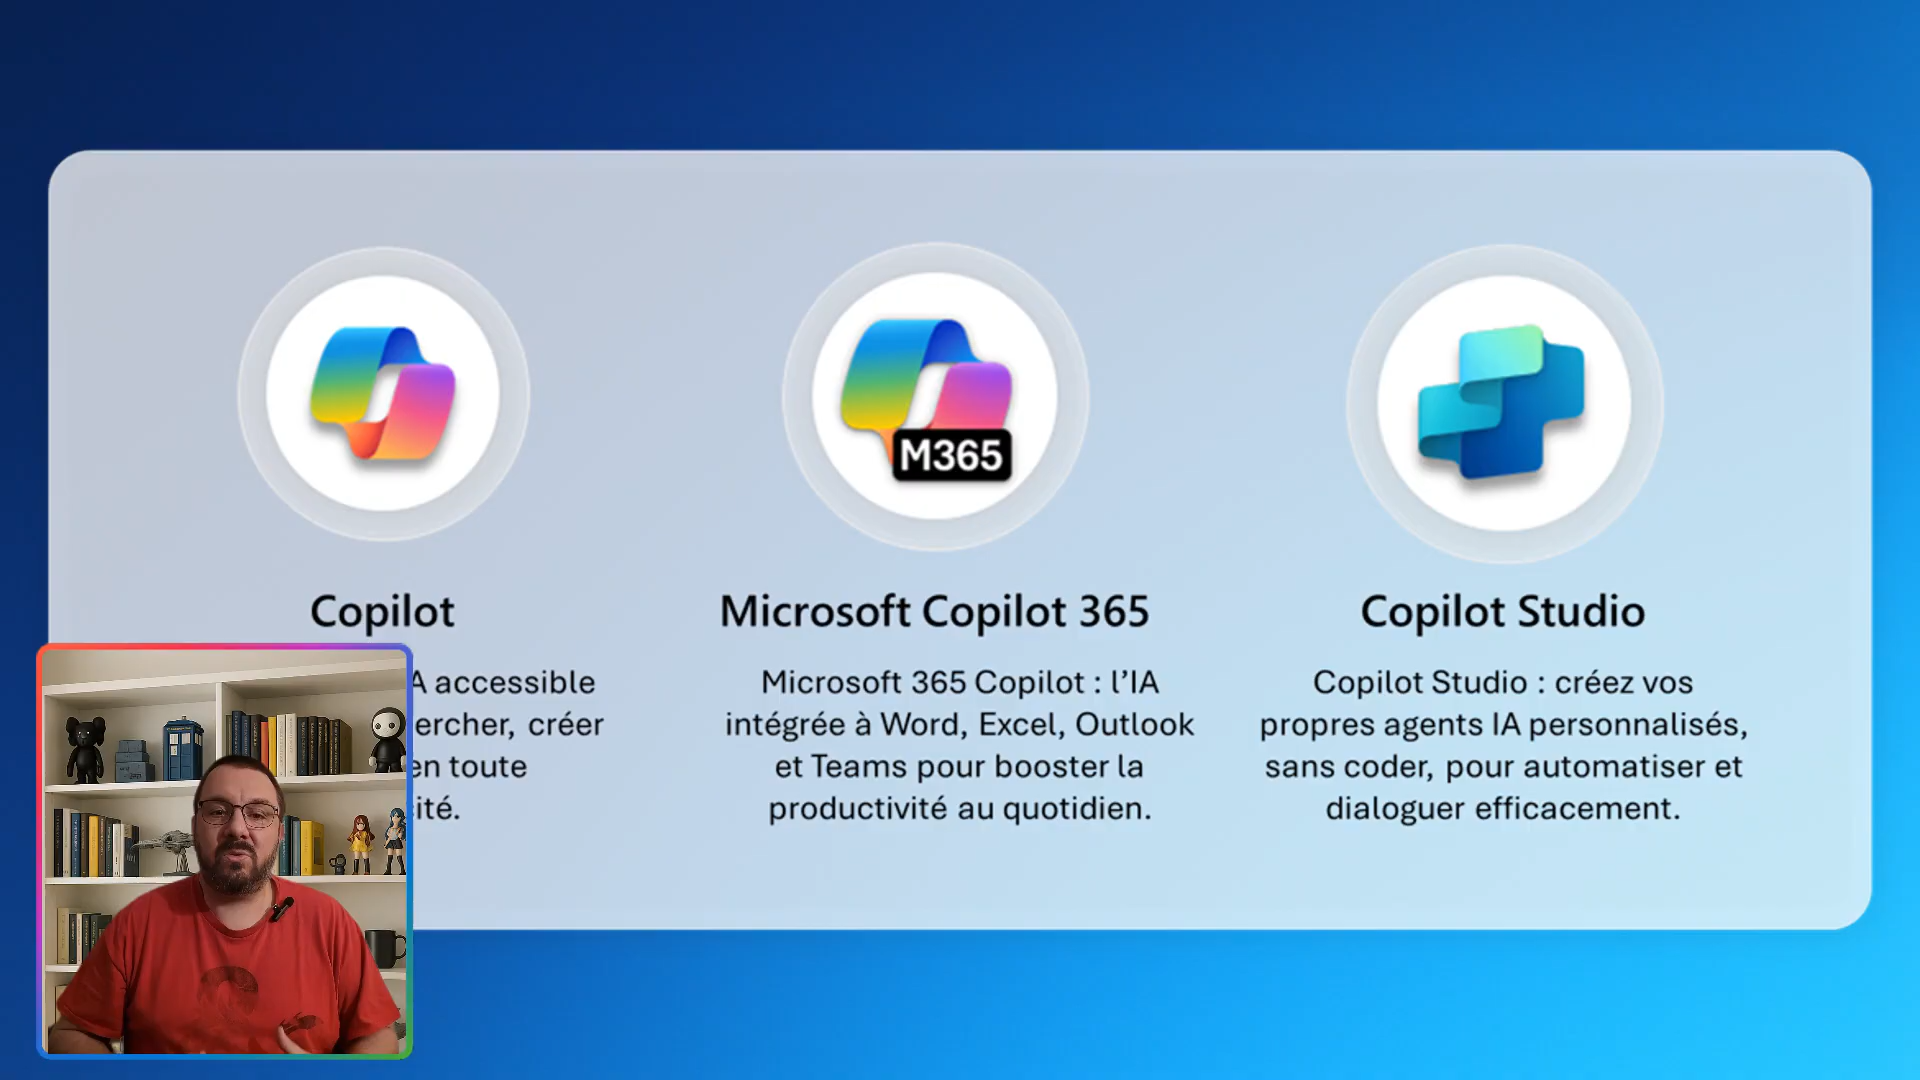 M365
Copilot
accessible
créer
en toute
Microsoft Copilot 365
Microsoft 365 Copilot : l’IA
intégrée à Word, Excel, Outlook
et Teams pour booster la
productivité au quotidien.
Copilot Studio
Copilot Studio : créez vos
propres agents IA personnalisés,
sans coder, pour automatiser et
dialoguer efficacement.